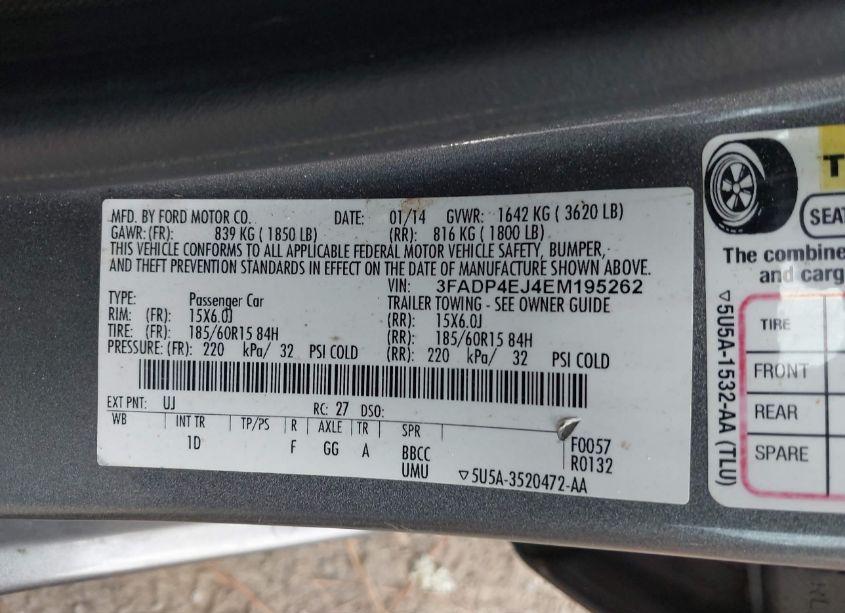 MFD. BY FORD MOTOR CO. DATE: 01/14 GVWR: 1642 KG ( 3620 LB)
GAWR: (FR): 839 KG ( 1850 LB) (RR): 816 KG ( 1800 LB)
THIS VEHICLE CONFORMS TO ALL APPLICABLE FEDERAL MOTOR VEHICLE SAFETY, BUMPER,
AND THEFT PREVENTION STANDARDS IN EFFECT ON THE DATE OF MANUFACTURE SHOWN ABOVE.
VIN: 3FADP4EJ4EM195262
TYPE: Passenger Car TRAILER TOWING - SEE OWNER GUIDE
RIM: (FR): 15X6.0J (RR): 15X6.0J
TIRE: (FR): 185/60R15 84H (RR): 185/60R15 84H
PRESSURE: (FR): 220 kPa/ 32 PSI COLD (RR): 220 kPa/ 32 PSI COLD
EXT PNT: UJ RC: 27 DSO:
WB INT TR TP/PS R AXLE TR SPR
1D F GG A BBCC F0057
UMU ▽5U5A-3520472-AA R0132
T
SEAT
The combine
and carg
▽5U5A-1532-AA (TLU)
TIRE
FRONT
REAR
SPARE